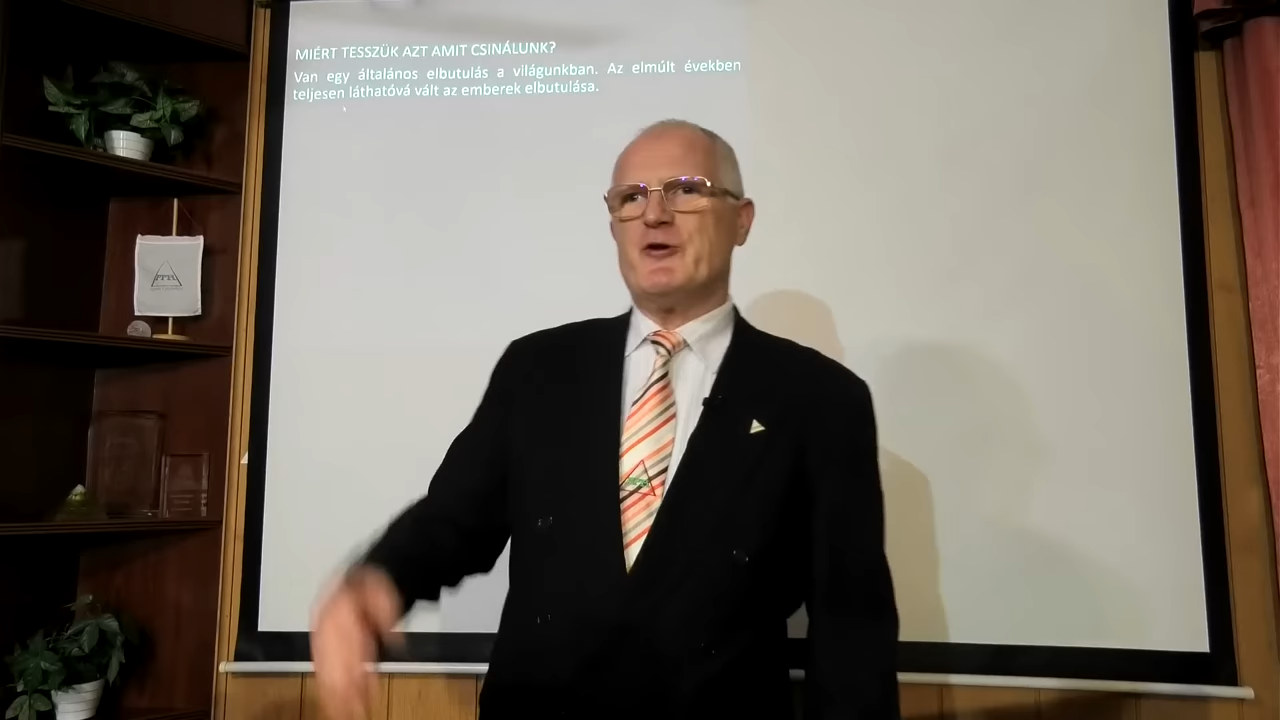 MIÉRT TESSZÜK AZT AMIT CSINÁLUNK?
Van egy általános elbutulás a világunkban. Az elmúlt években
teljesen láthatóvá vált az emberek elbutulása.